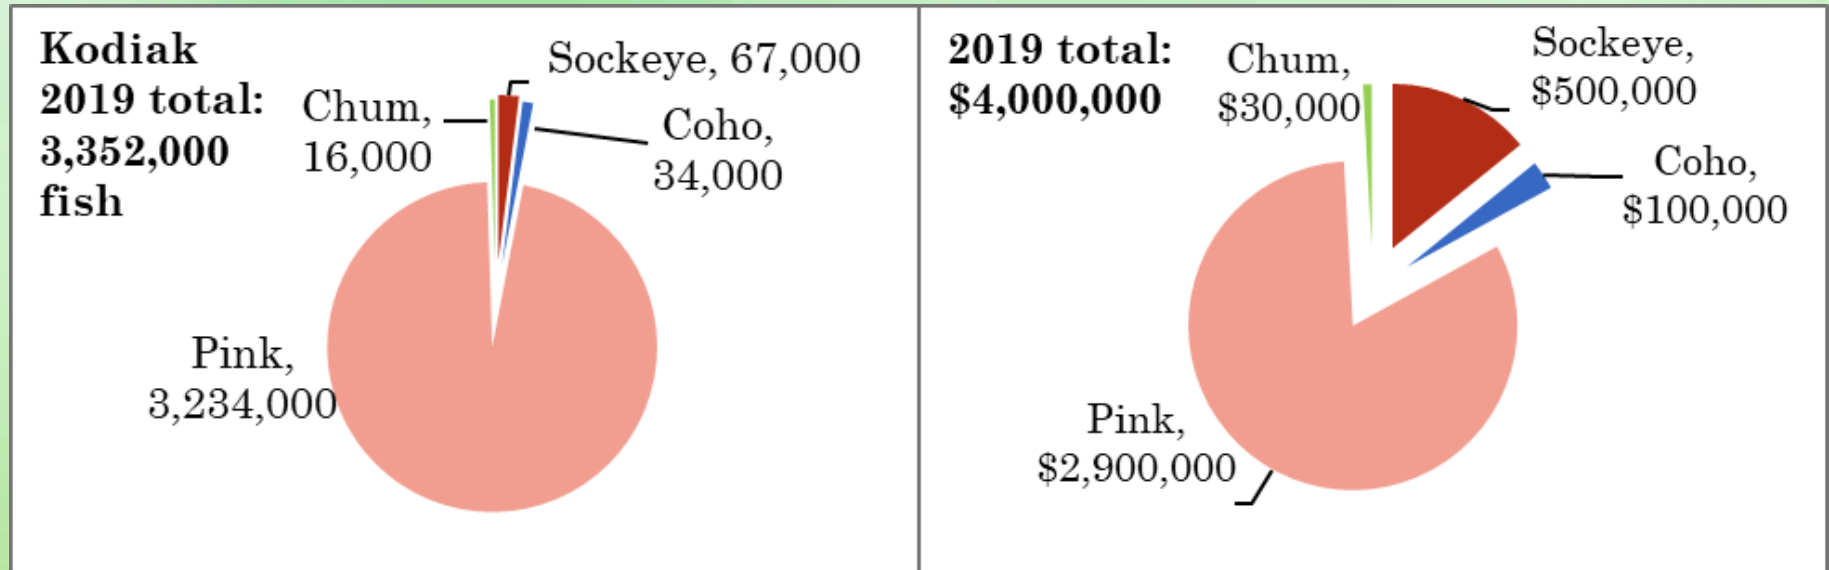 Kodiak
2019 total:
3,352,000
fish
Chum,
16,000
Sockeye, 67,000
Coho,
34,000
Pink,
3,234,000
2019 total:
$4,000,000
Chum,
$30,000
Sockeye,
$500,000
Coho,
$100,000
Pink,
$2,900,000